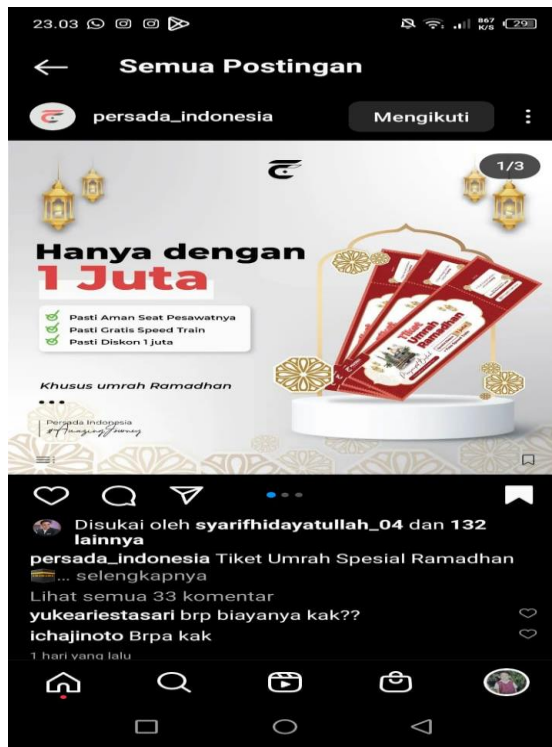 23.03
867
K/S
29
Semua Postingan
persada_indonesia
Mengikuti
1/3
Hanya dengan
1 Juta
Pasti Aman Seat Pesawatnya
Pasti Gratis Speed Train
Pasti Diskon 1 juta
Khusus umrah Ramadhan
Persada Indonesia
#AmazingJourney
Tiket
Umrah
Ramadhan
Disukai oleh syarifhidayatullah_04 dan 132
lainnya
persada_indonesia Tiket Umrah Spesial Ramadhan
... selengkapnya
Lihat semua 33 komentar
yukeariestasari brp biayanya kak??
ichajinoto Brpa kak
1 hari yang lalu